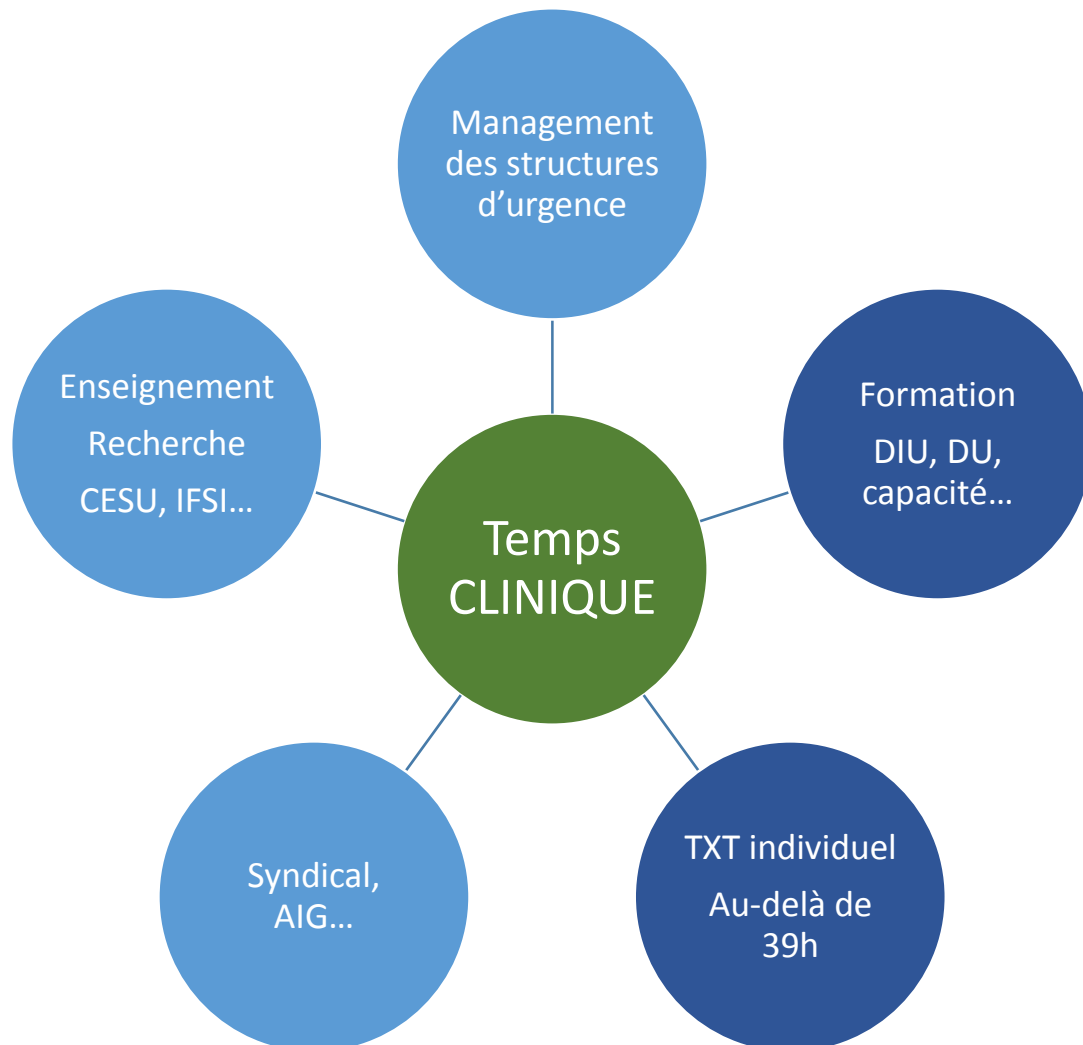 Management
des structures
d’urgence
Enseignement
Recherche
CESU, IFSI…
Formation
DIU, DU,
capacité…
Temps
CLINIQUE
Syndical,
AIG…
TXT individuel
Au-delà de
39h